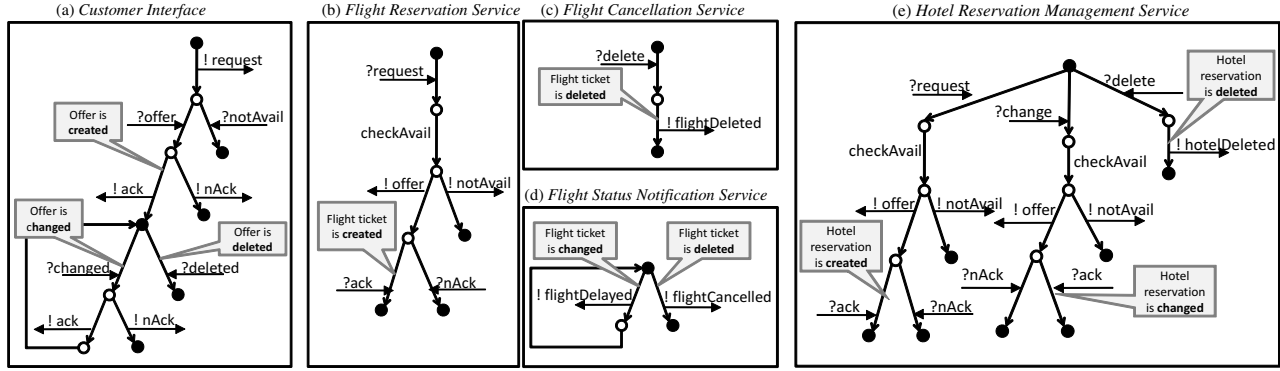 (a) Customer Interface
! request
?offer
?notAvail
Offer is
created
! ack
! nAck
Offer is
changed
Offer is
deleted
?changed
?deleted
! ack
! nAck
(b) Flight Reservation Service
?request
checkAvail
! offer
! notAvail
Flight ticket
is created
?ack
?nAck
(c) Flight Cancellation Service
?delete
Flight ticket
is deleted
! flightDeleted
(d) Flight Status Notification Service
Flight ticket
is changed
Flight ticket
is deleted
! flightDelayed
! flightCancelled
(e) Hotel Reservation Management Service
?request
?change
?delete
Hotel
reservation
is deleted
checkAvail
checkAvail
! hotelDeleted
! offer
! notAvail
! offer
! notAvail
Hotel
reservation
is created
?nAck
?ack
Hotel
reservation
is changed
?ack
?nAck